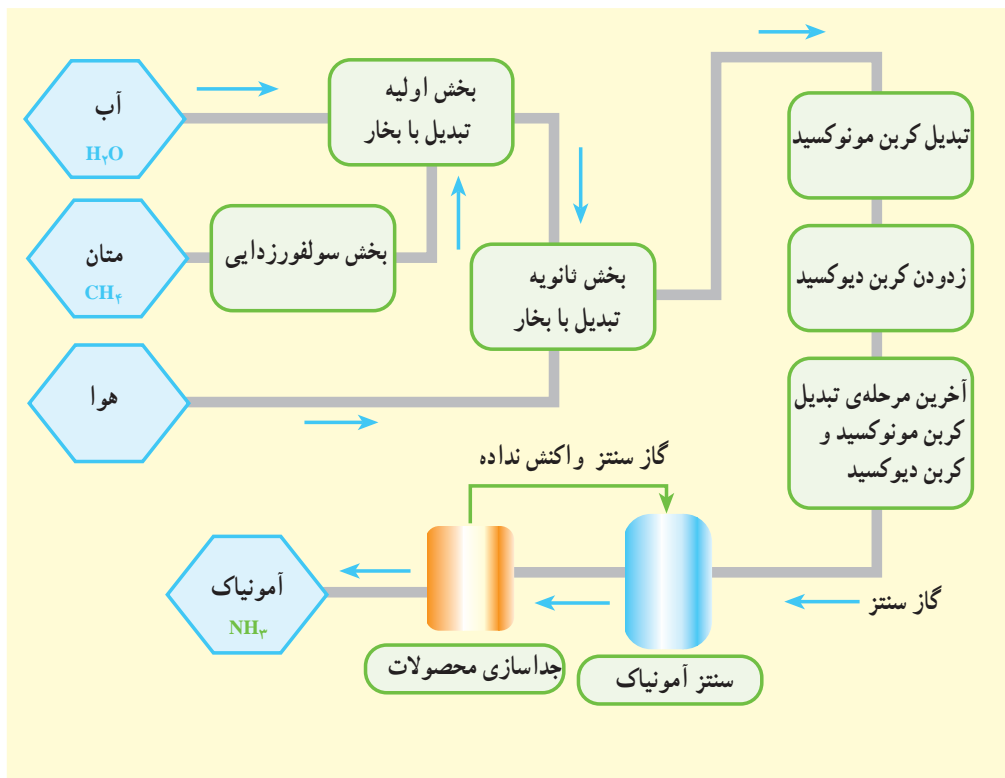 آب
H۲O
بخش اولیه
تبدیل با بخار
متان
CH۴
بخش سولفورزدایی
هوا
بخش ثانویه
تبدیل با بخار
تبدیل کربن مونوکسید
زدودن کربن دیوکسید
آخرین مرحله‌ی تبدیل
کربن مونوکسید و
کربن دیوکسید
گاز سنتز
گاز سنتز واکنش نداده
سنتز آمونیاک
جداسازی محصولات
آمونیاک
NH۳